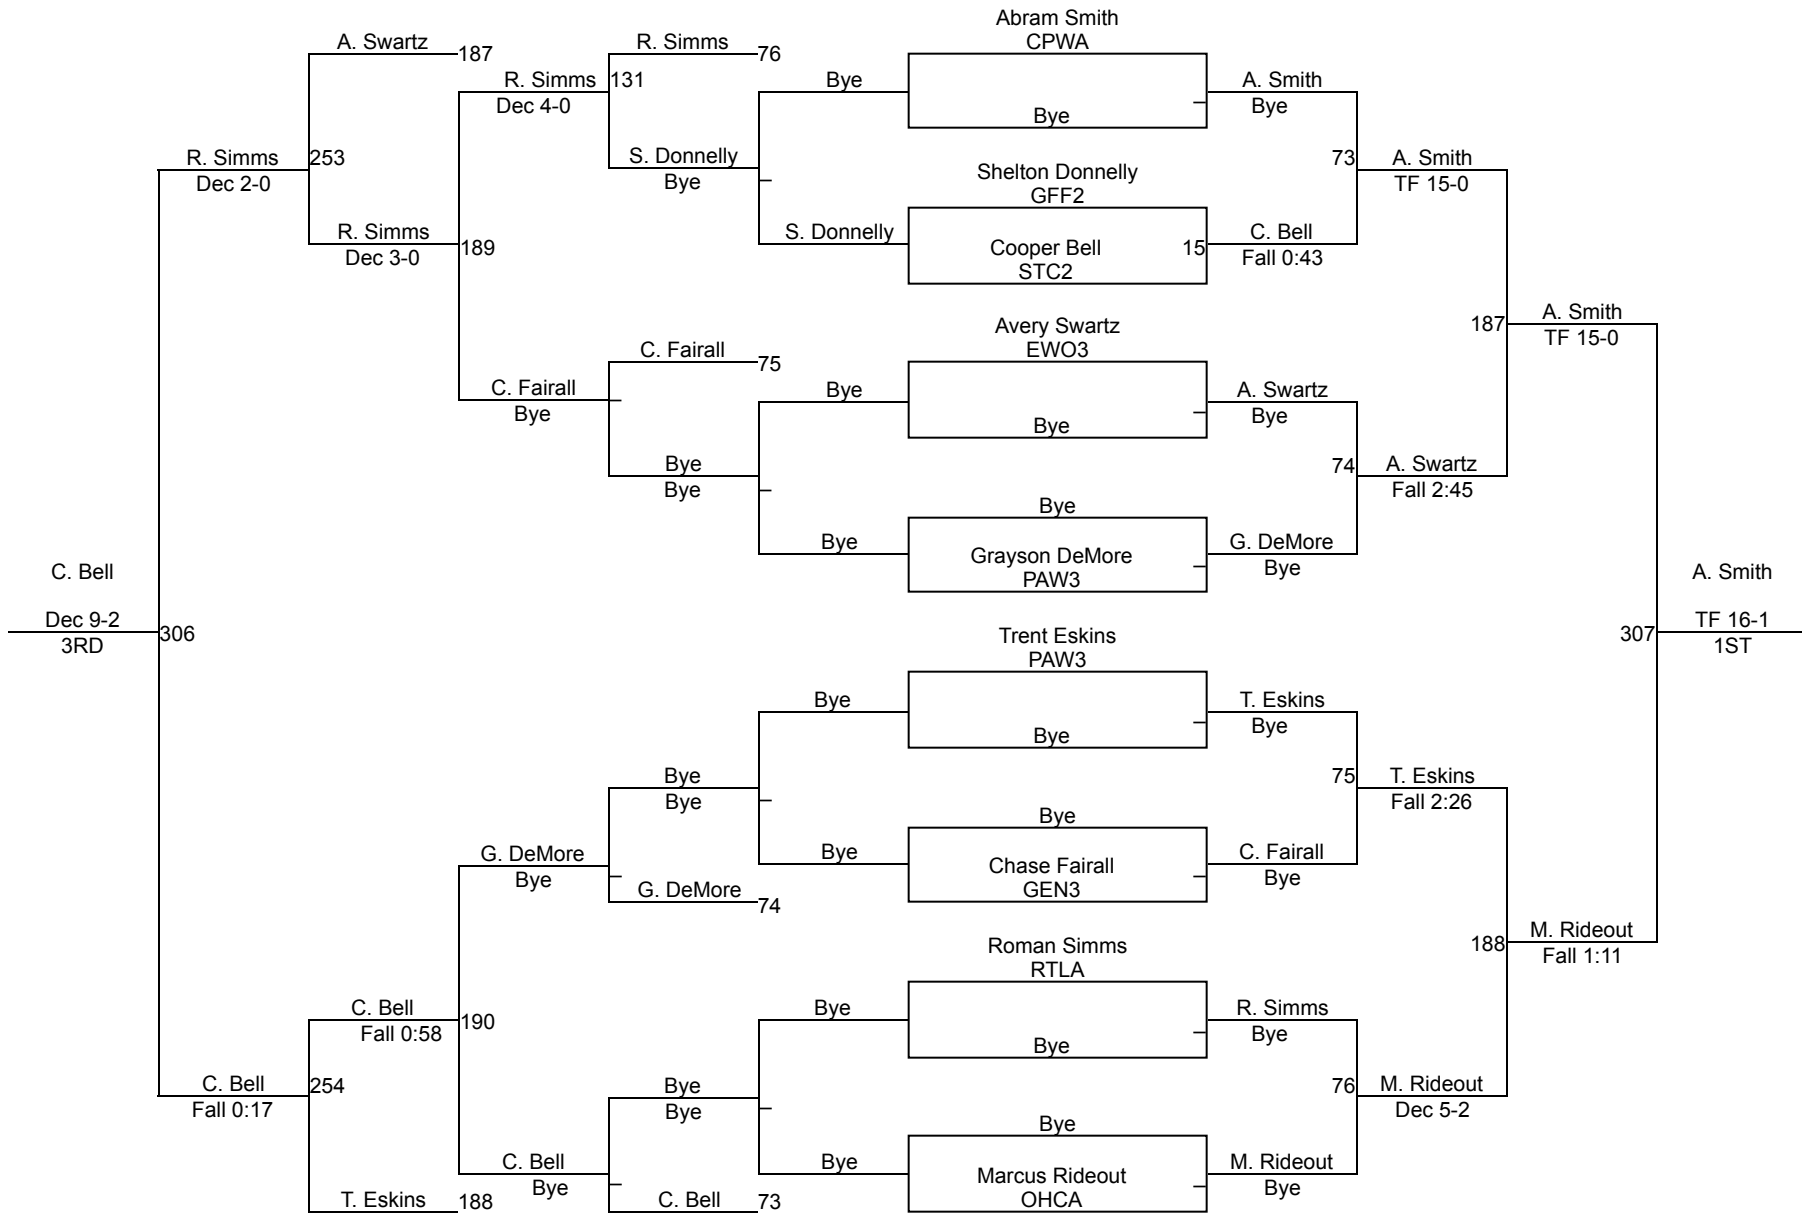 Abram Smith
CPWA
A. Swartz
187
R. Simms
76
R. Simms
131
Dec 4-0
Bye
A. Smith
Bye
Bye
R. Simms
253
Dec 2-0
S. Donnelly
Bye
73
A. Smith
TF 15-0
Shelton Donnelly
GFF2
R. Simms
Dec 3-0
189
S. Donnelly
Cooper Bell
STC2
15
C. Bell
Fall 0:43
Avery Swartz
EWO3
187
A. Smith
TF 15-0
C. Fairall
75
C. Fairall
Bye
Bye
A. Swartz
Bye
Bye
Bye
Bye
74
A. Swartz
Fall 2:45
Bye
Bye
Grayson DeMore
PAW3
G. DeMore
Bye
C. Bell
Dec 9-2
3RD
306
A. Smith
307
TF 16-1
1ST
Trent Eskins
PAW3
Bye
T. Eskins
Bye
Bye
Bye
Bye
75
T. Eskins
Fall 2:26
Bye
G. DeMore
Bye
Bye
Chase Fairall
GEN3
C. Fairall
Bye
G. DeMore
74
Roman Simms
RTLA
188
M. Rideout
Fall 1:11
C. Bell
Fall 0:58
190
Bye
R. Simms
Bye
Bye
C. Bell
Fall 0:17
254
Bye
Bye
76
M. Rideout
Dec 5-2
Bye
C. Bell
Bye
Bye
Marcus Rideout
OHCA
M. Rideout
Bye
T. Eskins
188
C. Bell
73